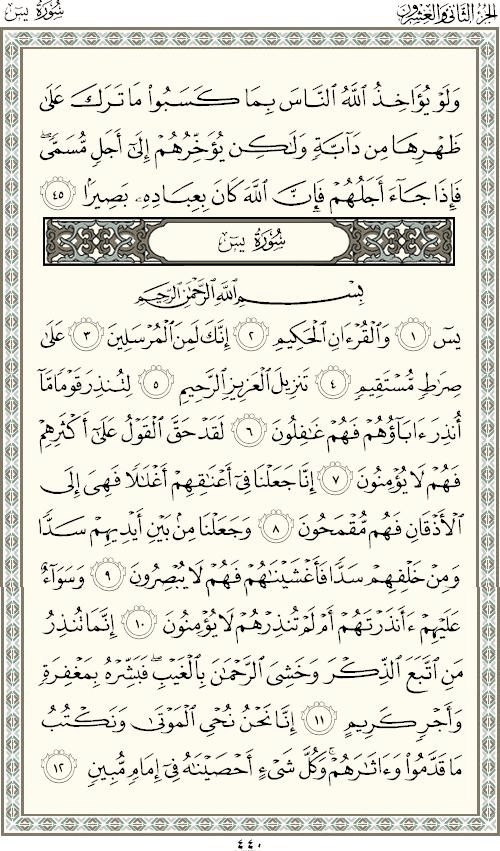 الجزء الثاني والعشرون
سُورَةُ يسٓ
وَلَوْ يُؤَاخِذُ ٱللَّهُ ٱلنَّاسَ بِمَا كَسَبُوا۟ مَا تَرَكَ عَلَىٰ
ظَهْرِهَا مِن دَآبَّةٍ وَلَـٰكِن يُؤَخِّرُهُمْ إِلَىٰٓ أَجَلٍ مُّسَمًّى ۖ
فَإِذَا جَآءَ أَجَلُهُمْ فَإِنَّ ٱللَّهَ كَانَ بِعِبَادِهِۦ بَصِيرًۢا ٤٥
سُورَةُ يسٓ
بِسْمِ ٱللَّهِ ٱلرَّحْمَـٰنِ ٱلرَّحِيمِ
يسٓ ١ وَٱلْقُرْءَانِ ٱلْحَكِيمِ ٢ إِنَّكَ لَمِنَ ٱلْمُرْسَلِينَ ٣ عَلَىٰ
صِرَٰطٍ مُّسْتَقِيمٍ ٤ تَنزِيلَ ٱلْعَزِيزِ ٱلرَّحِيمِ ٥ لِتُنذِرَ قَوْمًا مَّآ
أُنذِرَ ءَابَآؤُهُمْ فَهُمْ غَـٰفِلُونَ ٦ لَقَدْ حَقَّ ٱلْقَوْلُ عَلَىٰٓ أَكْثَرِهِمْ
فَهُمْ لَا يُؤْمِنُونَ ٧ إِنَّا جَعَلْنَا فِىٓ أَعْنَـٰقِهِمْ أَغْلَـٰلًا فَهِىَ إِلَى
ٱلْأَذْقَانِ فَهُم مُّقْمَحُونَ ٨ وَجَعَلْنَا مِنۢ بَيْنِ أَيْدِيهِمْ سَدًّا
وَمِنْ خَلْفِهِمْ سَدًّا فَأَغْشَيْنَـٰهُمْ فَهُمْ لَا يُبْصِرُونَ ٩ وَسَوَآءٌ
عَلَيْهِمْ ءَأَنذَرْتَهُمْ أَمْ لَمْ تُنذِرْهُمْ لَا يُؤْمِنُونَ ١٠ إِنَّمَا تُنذِرُ
مَنِ ٱتَّبَعَ ٱلذِّكْرَ وَخَشِىَ ٱلرَّحْمَـٰنَ بِٱلْغَيْبِ ۖ فَبَشِّرْهُ بِمَغْفِرَةٍ
وَأَجْرٍ كَرِيمٍ ١١ إِنَّا نَحْنُ نُحْىِ ٱلْمَوْتَىٰ وَنَكْتُبُ
مَا قَدَّمُوا۟ وَءَاثَـٰرَهُمْ ۚ وَكُلَّ شَىْءٍ أَحْصَيْنَـٰهُ فِىٓ إِمَامٍ مُّبِينٍ ١٢
٤٤٠